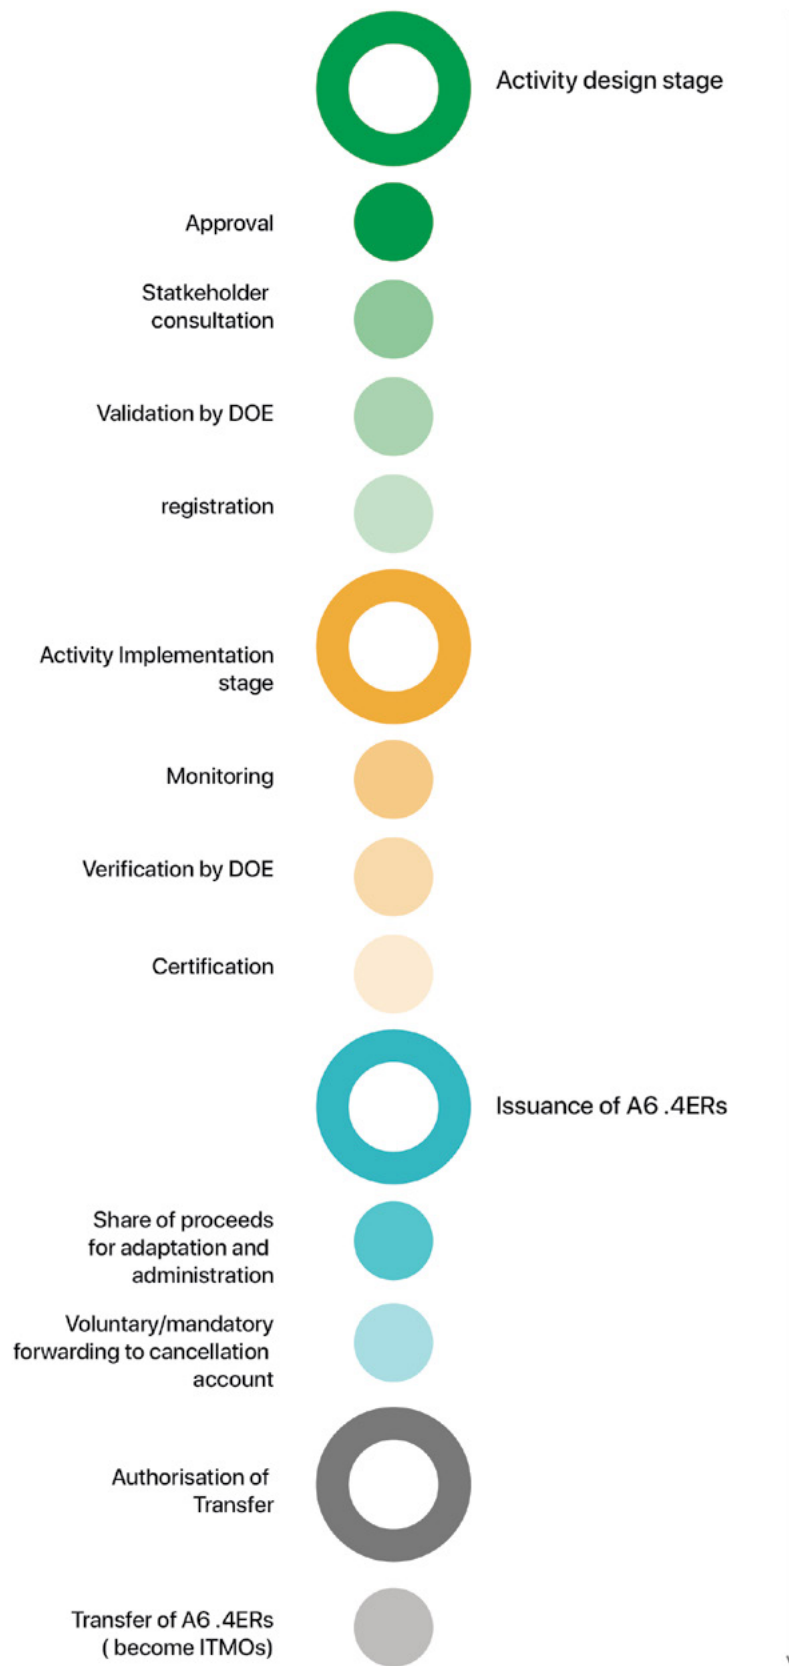 Activity design stage
Approval
Statkeholder
consultation
Validation by DOE
registration
Activity Implementation
stage
Monitoring
Verification by DOE
Certification
Issuance of A6 .4ERs
Share of proceeds
for adaptation and
administration
Voluntary/mandatory
forwarding to cancellation
account
Authorisation of
Transfer
Transfer of A6 .4ERs
( become ITMOs)